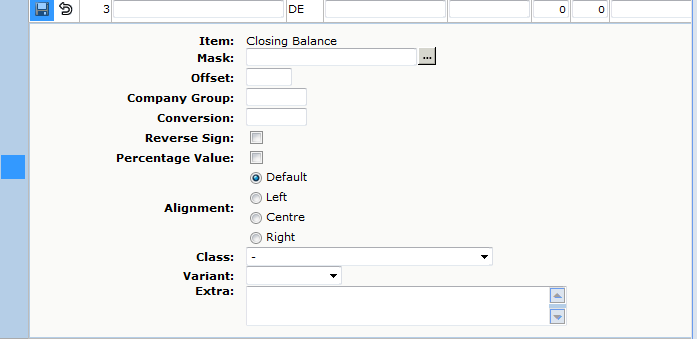 3 DE 0 0
Item: Closing Balance
Mask: ...
Offset:
Company Group:
Conversion:
Reverse Sign:
Percentage Value:
Default
Left
Alignment:
Centre
Right
Class: -
Variant:
Extra: